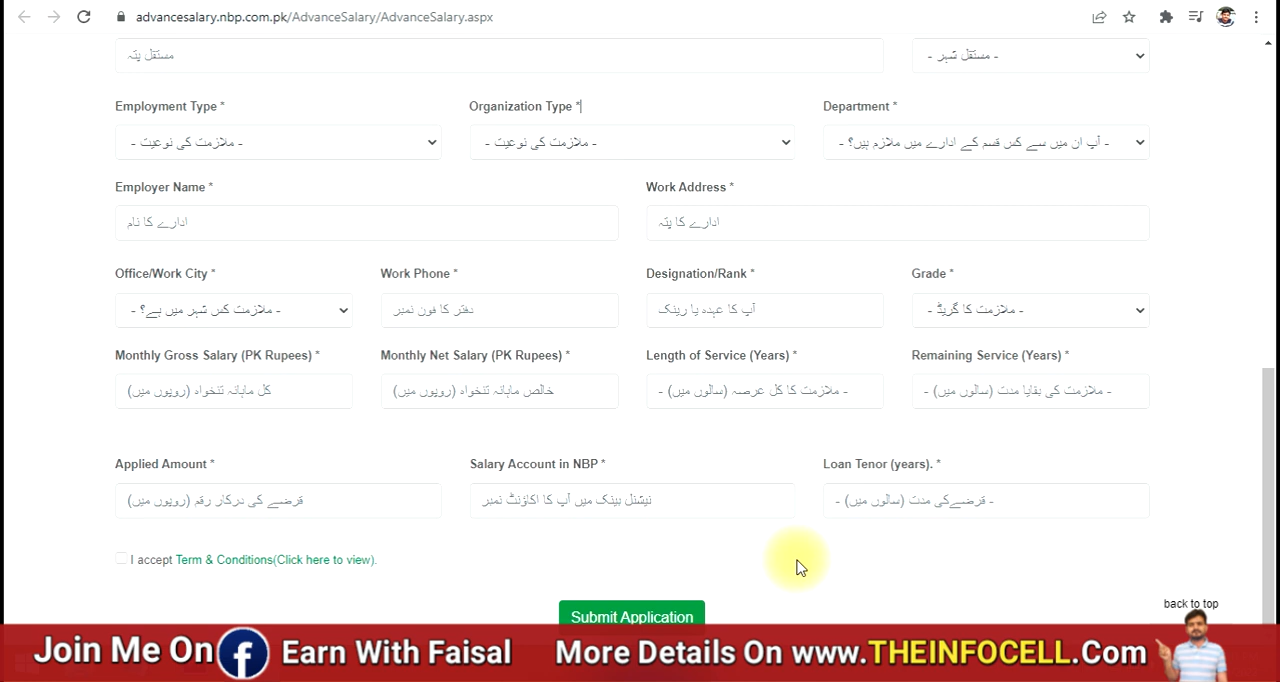 advancesalary.nbp.com.pk/AdvanceSalary/AdvanceSalary.aspx
مستقل پتہ
- مستقل شہر -
Employment Type *
Organization Type *
Department *
- ملازمت کی نوعیت -
- ملازمت کی نوعیت -
- آپ ان میں سے کس قسم کے ادارے میں ملازم ہیں؟ -
Employer Name *
Work Address *
ادارے کا نام
ادارے کا پتہ
Office/Work City *
Work Phone *
Designation/Rank *
Grade *
- ملازمت کس شہر میں ہے؟ -
دفتر کا فون نمبر
آپ کا عہدہ یا رینک
- ملازمت کا گریڈ -
Monthly Gross Salary (PK Rupees) *
Monthly Net Salary (PK Rupees) *
Length of Service (Years) *
Remaining Service (Years) *
کل ماہانہ تنخواہ (روپوں میں)
خالص ماہانہ تنخواہ (روپوں میں)
- ملازمت کا کل عرصہ (سالوں میں) -
- ملازمت کی بقایا مدت (سالوں میں) -
Applied Amount *
Salary Account in NBP *
Loan Tenor (years). *
قرضے کی درکار رقم (روپوں میں)
نیشنل بینک میں آپ کا اکاؤنٹ نمبر
- قرضےکی مدت (سالوں میں) -
I accept Term & Conditions(Click here to view).
Submit Application
back to top
Join Me On f Earn With Faisal More Details On www.THEINFOCELL.Com